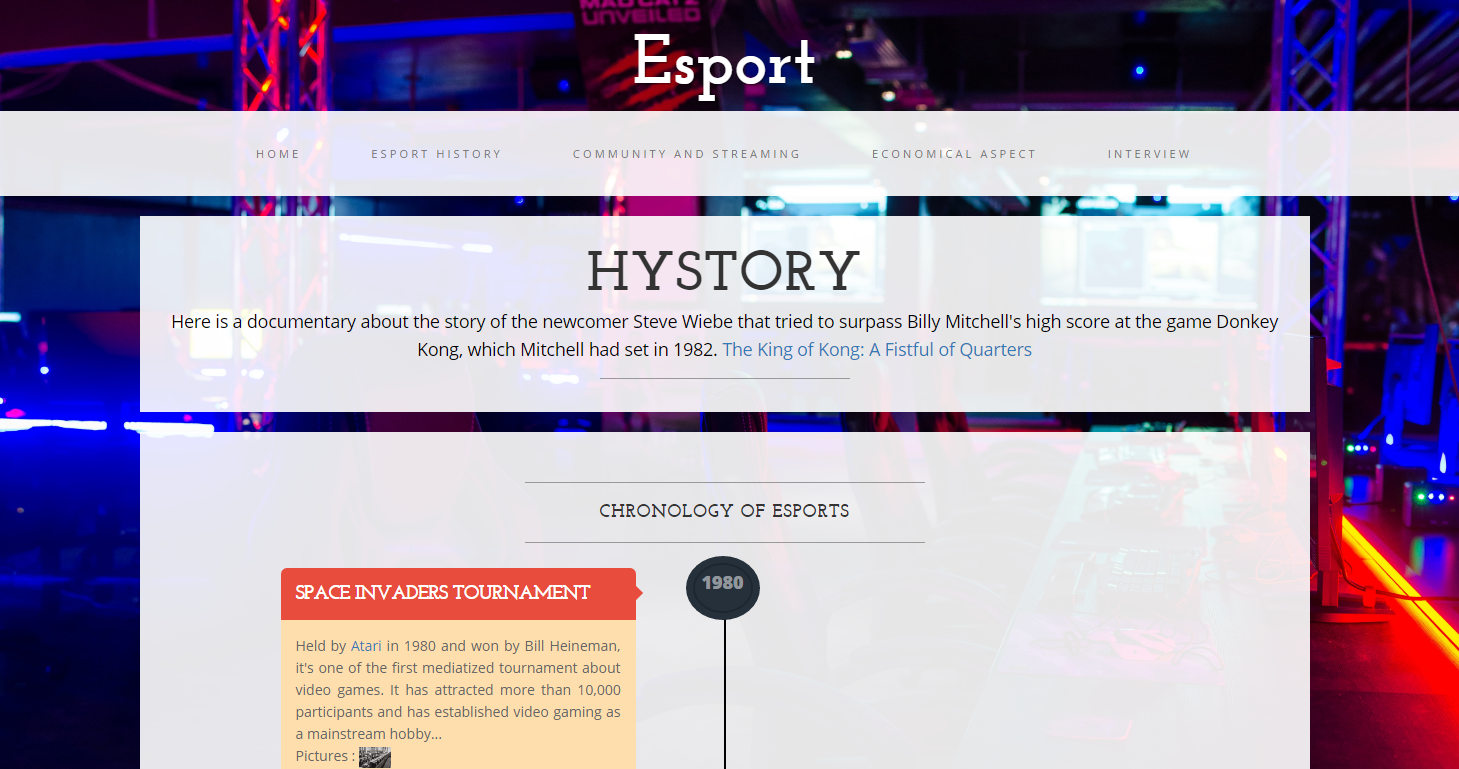 MAD CATZ
UNVEILED
Esport
HOME ESPORT HISTORY COMMUNITY AND STREAMING ECONOMICAL ASPECT INTERVIEW
HYSTORY
Here is a documentary about the story of the newcomer Steve Wiebe that tried to surpass Billy Mitchell's high score at the game Donkey
Kong, which Mitchell had set in 1982. The King of Kong: A Fistful of Quarters
CHRONOLOGY OF ESPORTS
1980
SPACE INVADERS TOURNAMENT
Held by Atari in 1980 and won by Bill Heineman,
it's one of the first mediatized tournament about
video games. It has attracted more than 10,000
participants and has established video gaming as
a mainstream hobby...
Pictures :